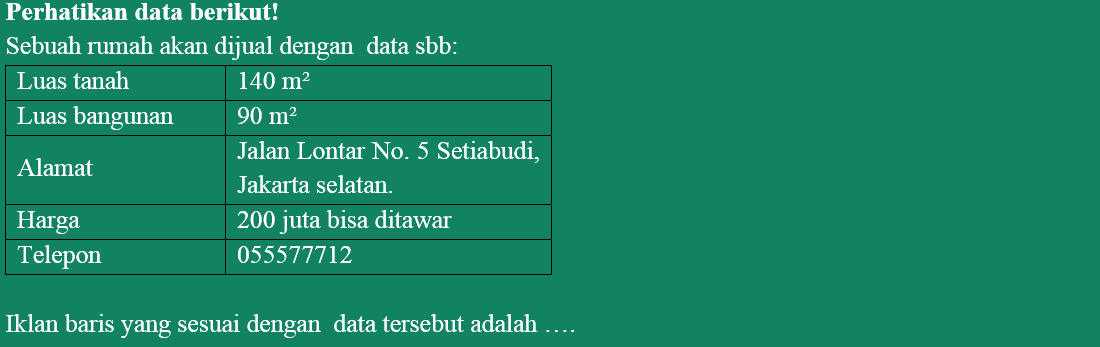 Perhatikan data berikut!
Sebuah rumah akan dijual dengan  data sbb:
Luas tanah 140 m²
Luas bangunan 90 m²
Alamat Jalan Lontar No. 5 Setiabudi,
Jakarta selatan.
Harga 200 juta bisa ditawar
Telepon 055577712
Iklan baris yang sesuai dengan  data tersebut adalah ….